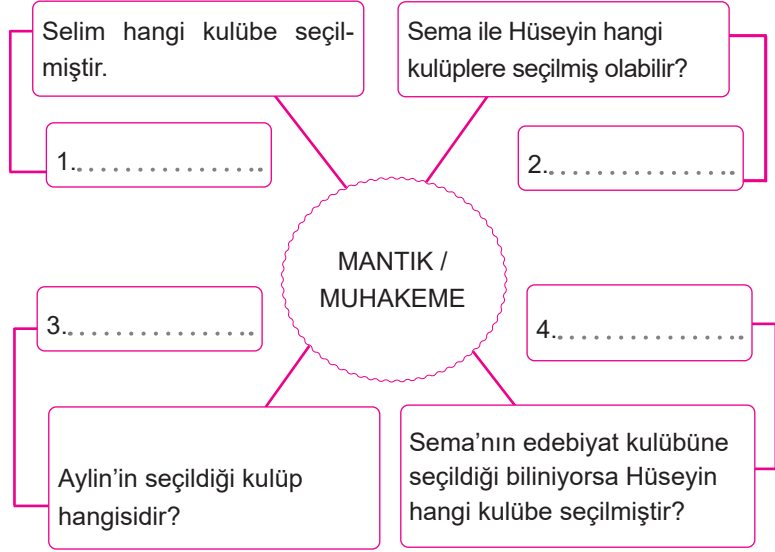 Selim hangi kulübe seçil-
miştir.
Sema ile Hüseyin hangi
kulüplere seçilmiş olabilir?
1.................
2.................
MANTIK /
MUHAKEME
3.................
4.................
Aylin’in seçildiği kulüp
hangisidir?
Sema’nın edebiyat kulübüne
seçildiği biliniyorsa Hüseyin
hangi kulübe seçilmiştir?